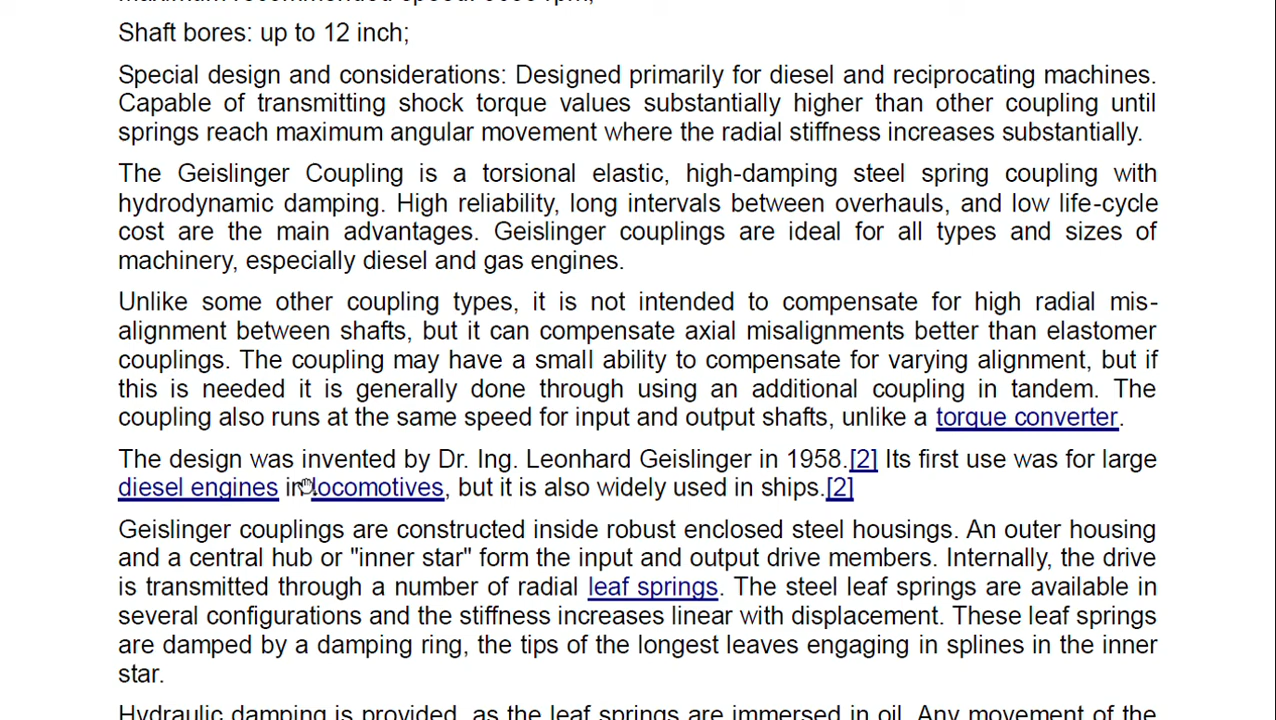 Shaft bores: up to 12 inch;
Special design and considerations: Designed primarily for diesel and reciprocating machines.
Capable of transmitting shock torque values substantially higher than other coupling until
springs reach maximum angular movement where the radial stiffness increases substantially.
The Geislinger Coupling is a torsional elastic, high-damping steel spring coupling with
hydrodynamic damping. High reliability, long intervals between overhauls, and low life-cycle
cost are the main advantages. Geislinger couplings are ideal for all types and sizes of
machinery, especially diesel and gas engines.
Unlike some other coupling types, it is not intended to compensate for high radial mis-
alignment between shafts, but it can compensate axial misalignments better than elastomer
couplings. The coupling may have a small ability to compensate for varying alignment, but if
this is needed it is generally done through using an additional coupling in tandem. The
coupling also runs at the same speed for input and output shafts, unlike a torque converter.
The design was invented by Dr. Ing. Leonhard Geislinger in 1958.[2] Its first use was for large
diesel engines in locomotives, but it is also widely used in ships.[2]
Geislinger couplings are constructed inside robust enclosed steel housings. An outer housing
and a central hub or "inner star" form the input and output drive members. Internally, the drive
is transmitted through a number of radial leaf springs. The steel leaf springs are available in
several configurations and the stiffness increases linear with displacement. These leaf springs
are damped by a damping ring, the tips of the longest leaves engaging in splines in the inner
star.
Hydraulic damping is provided, as the leaf springs are immersed in oil. Any movement of the